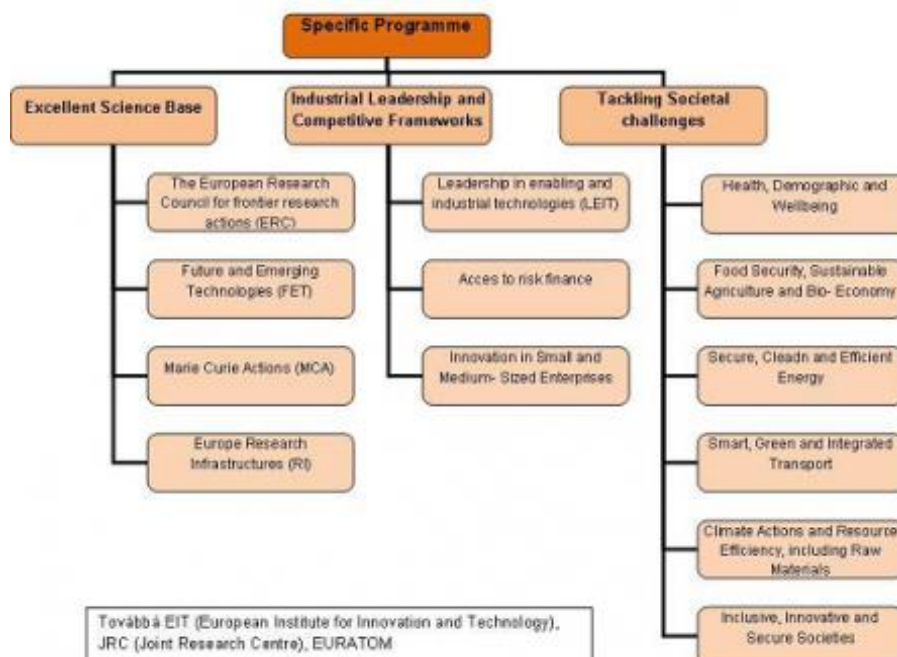 Specific Programme
Excellent Science Base
Industrial Leadership and
Competitive Frameworks
Tackling Societal
challenges
The European Research
Council for frontier research
actions (ERC)
Future and Emerging
Technologies (FET)
Marie Curie Actions (MCA)
Europe Research
Infrastructures (RI)
Leadership in enabling and
industrial technologies (LEIT)
Acces to risk finance
Innovation in Small and
Medium- Sized Enterprises
Health, Demographic and
Wellbeing
Food Security, Sustainable
Agriculture and Bio- Economy
Secure, Cleadn and Efficient
Energy
Smart, Green and Integrated
Transport
Climate Actions and Resource
Efficiency, including Raw
Materials
Inclusive, Innovative and
Secure Societies
Továbbá EIT (European Institute for Innovation and Technology),
JRC (Joint Research Centre), EURATOM